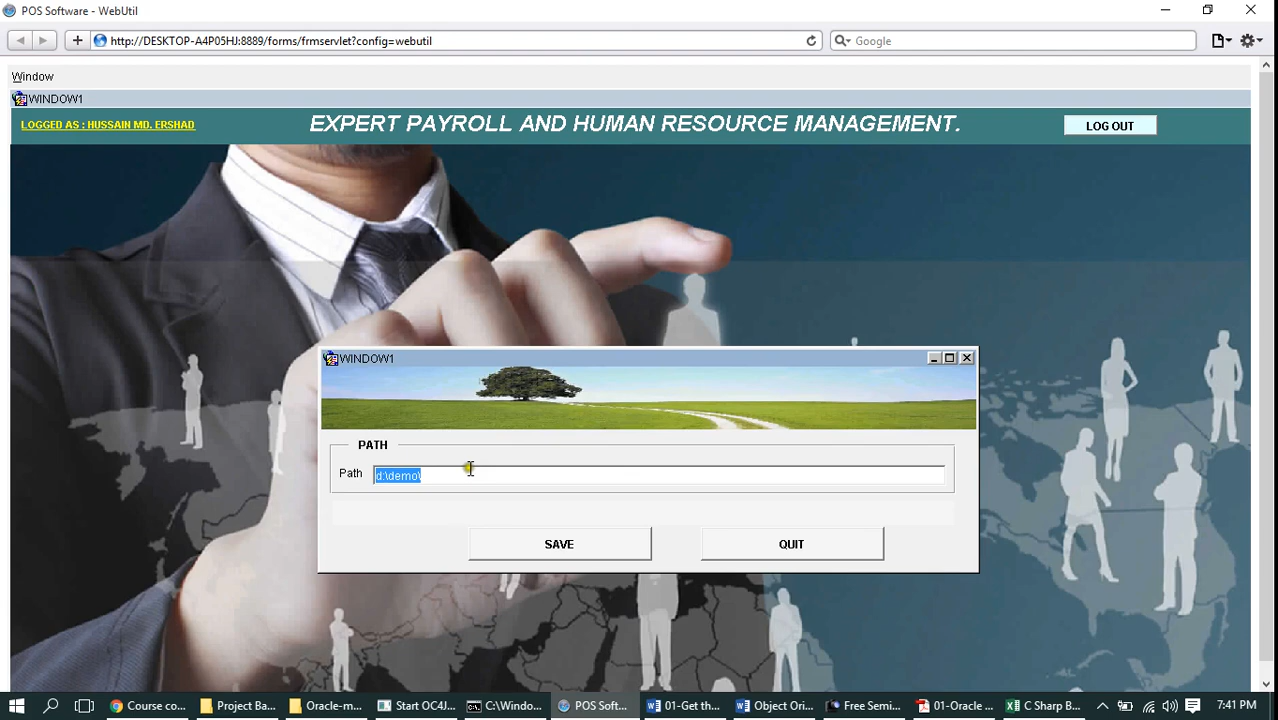 POS Software - WebUtil
http://DESKTOP-A4P05HJ:8889/forms/frmservlet?config=webutil
Google
Window
WINDOW1
LOGGED AS : HUSSAIN MD. ERSHAD
EXPERT PAYROLL AND HUMAN RESOURCE MANAGEMENT.
LOG OUT
WINDOW1
PATH
Path
d:\demo\
SAVE
QUIT
Course co...
Project Ba...
Oracle-m...
Start OC4J...
C:\Windo...
POS Soft...
01-Get th...
Object Ori...
Free Semi...
01-Oracle ...
C Sharp B...
7:41 PM